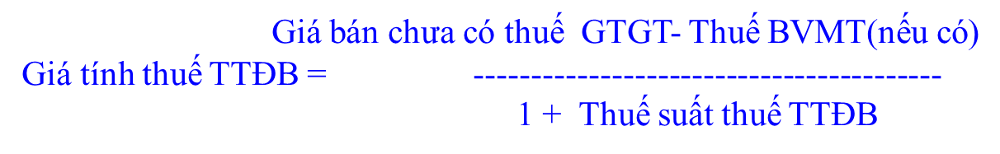 Giá bán chưa có thuế  GTGT- Thuế BVMT(nếu có)
Giá tính thuế TTĐB = -----------------------------------------
1 +  Thuế suất thuế TTĐB